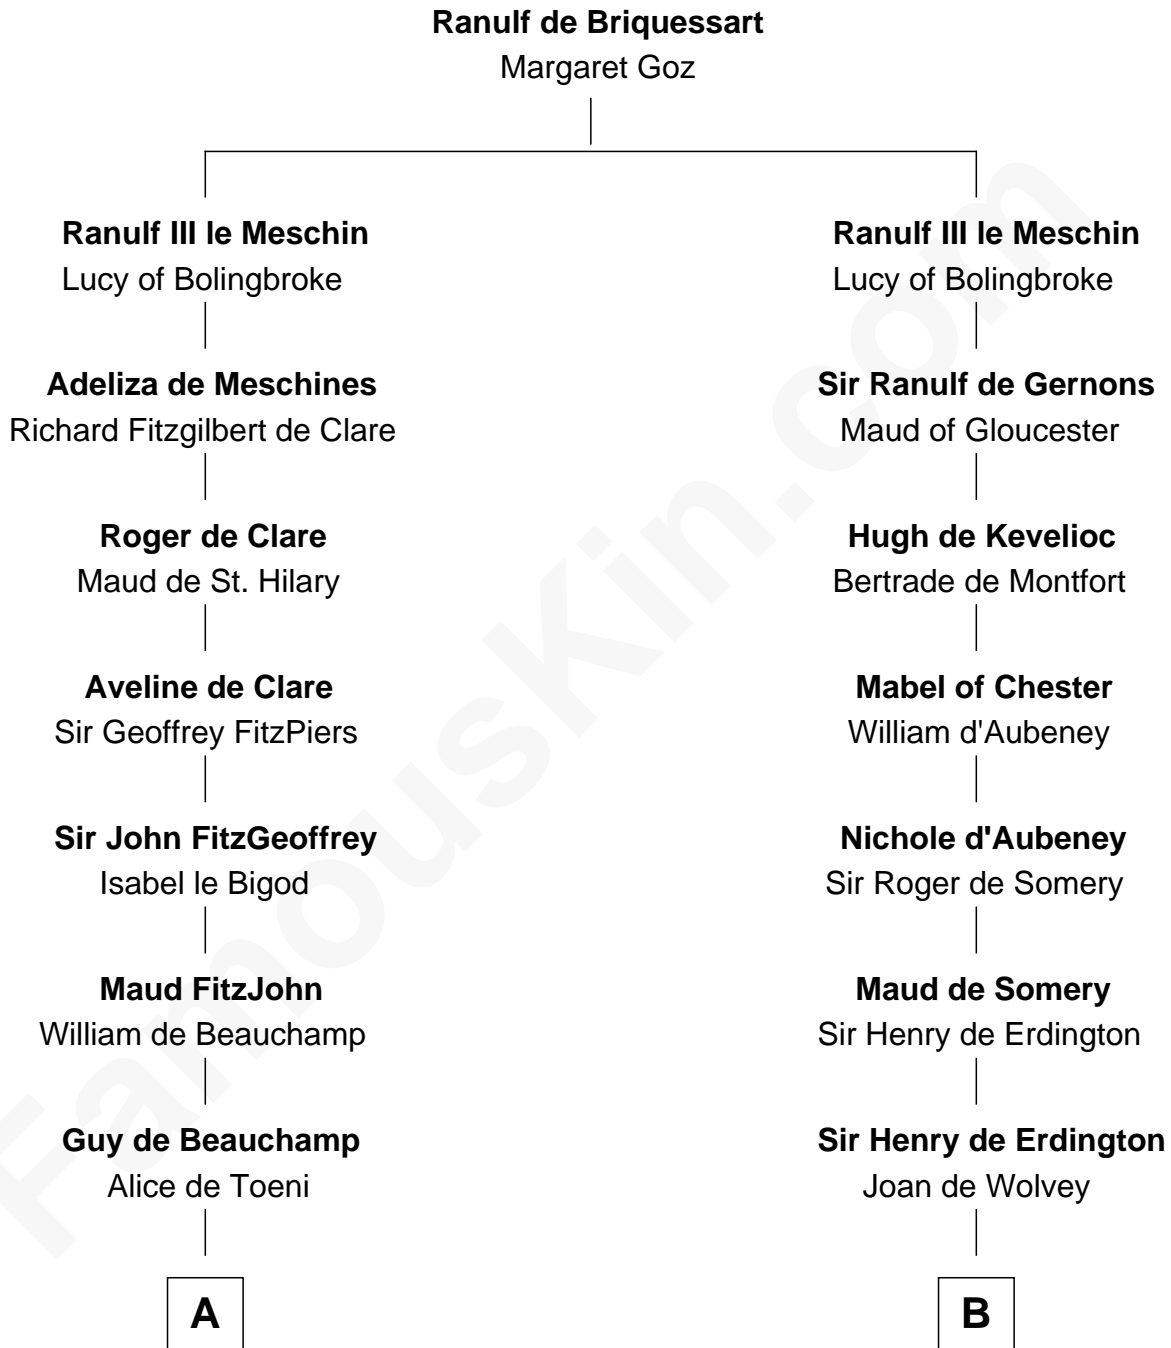 Ranulf de Briquessart
Margaret Goz
Ranulf III le Meschin
Lucy of Bolingbroke
Ranulf III le Meschin
Lucy of Bolingbroke
Adeliza de Meschines
Richard Fitzgilbert de Clare
Sir Ranulf de Gernons
Maud of Gloucester
Roger de Clare
Maud de St. Hilary
Hugh de Kevelioc
Bertrade de Montfort
Aveline de Clare
Sir Geoffrey FitzPiers
Mabel of Chester
William d'Aubeney
Sir John FitzGeoffrey
Isabel le Bigod
Nichole d'Aubeney
Sir Roger de Somery
Maud FitzJohn
William de Beauchamp
Maud de Somery
Sir Henry de Erdington
Guy de Beauchamp
Alice de Toeni
Sir Henry de Erdington
Joan de Wolvey
A
B
FamousKin.com